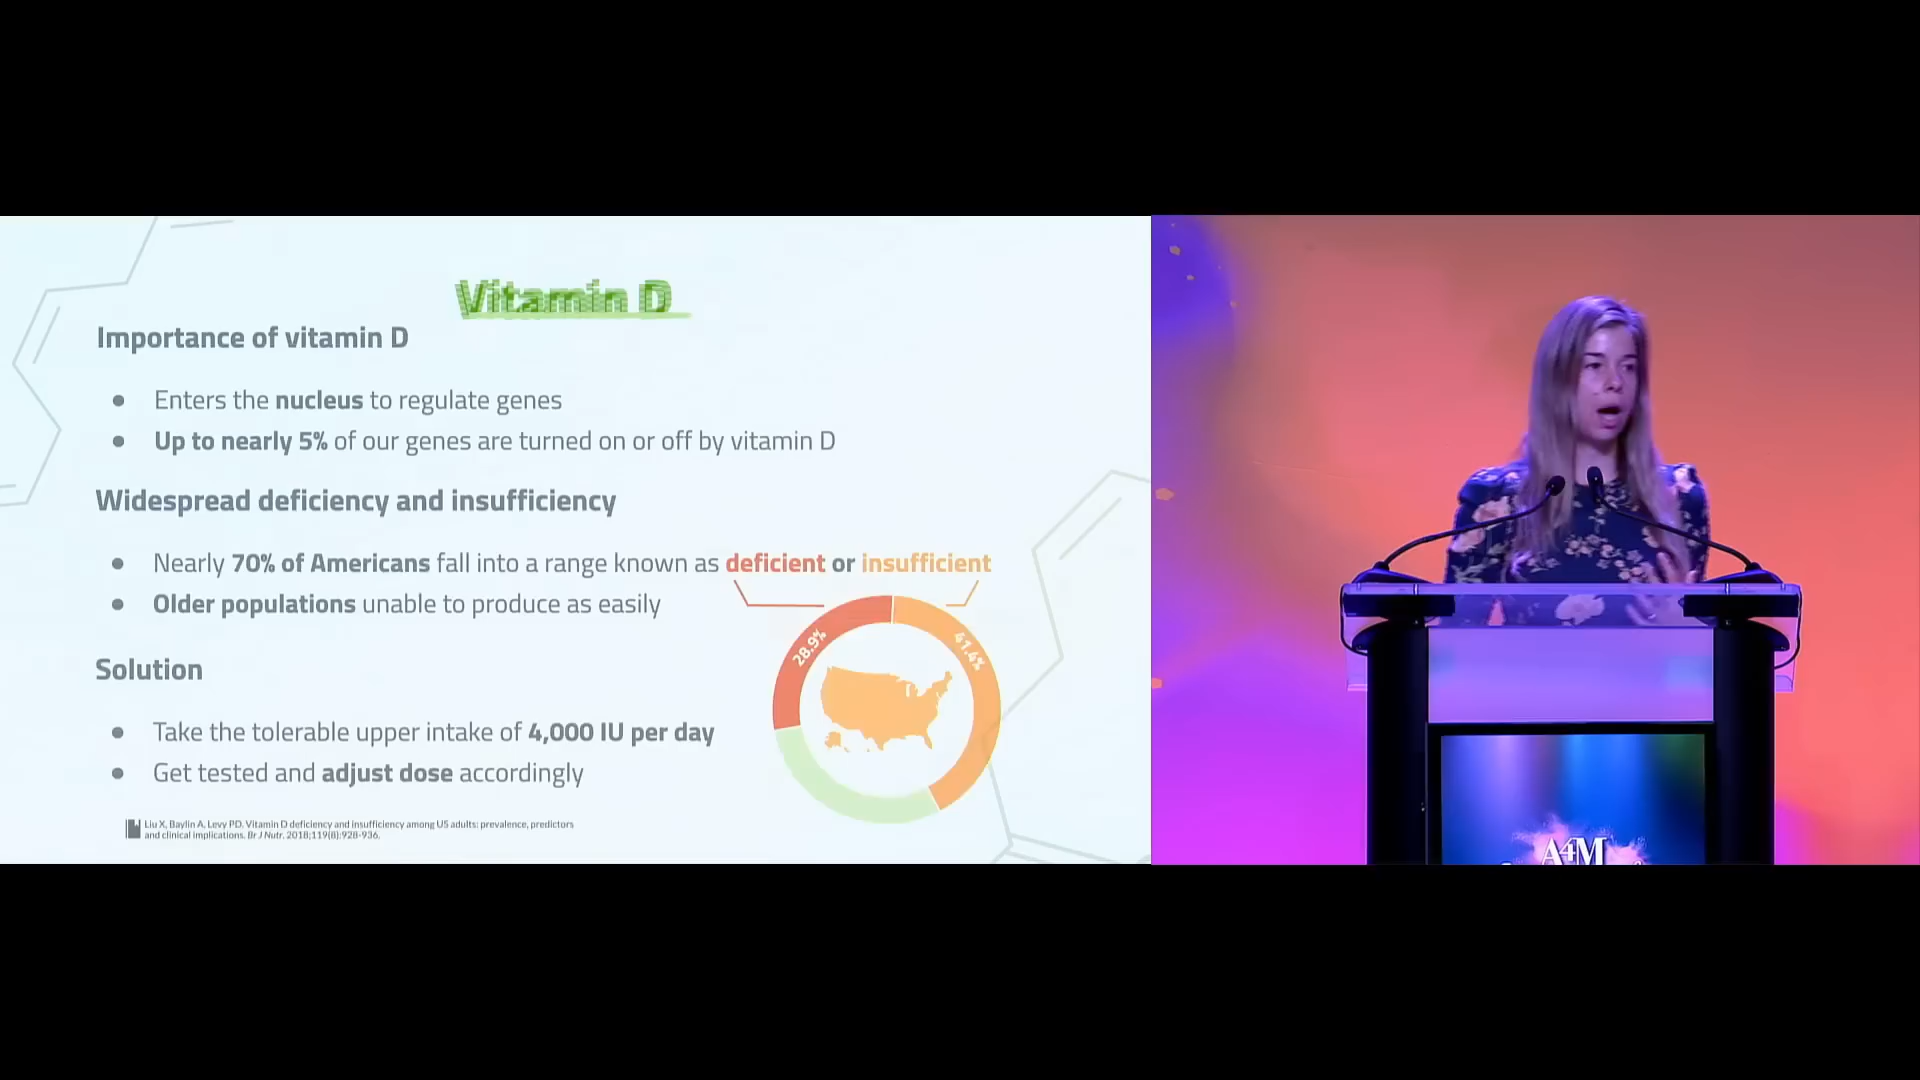 Vitamin D
Importance of vitamin D
● Enters the nucleus to regulate genes
● Up to nearly 5% of our genes are turned on or off by vitamin D
Widespread deficiency and insufficiency
● Nearly 70% of Americans fall into a range known as deficient or insufficient
● Older populations unable to produce as easily
28.9%
41.4%
Solution
● Take the tolerable upper intake of 4,000 IU per day
● Get tested and adjust dose accordingly
Liu X, Baylin A, Levy PD. Vitamin D deficiency and insufficiency among US adults: prevalence, predictors
and clinical implications. Br J Nutr. 2018;119(8):928-936.
A4M